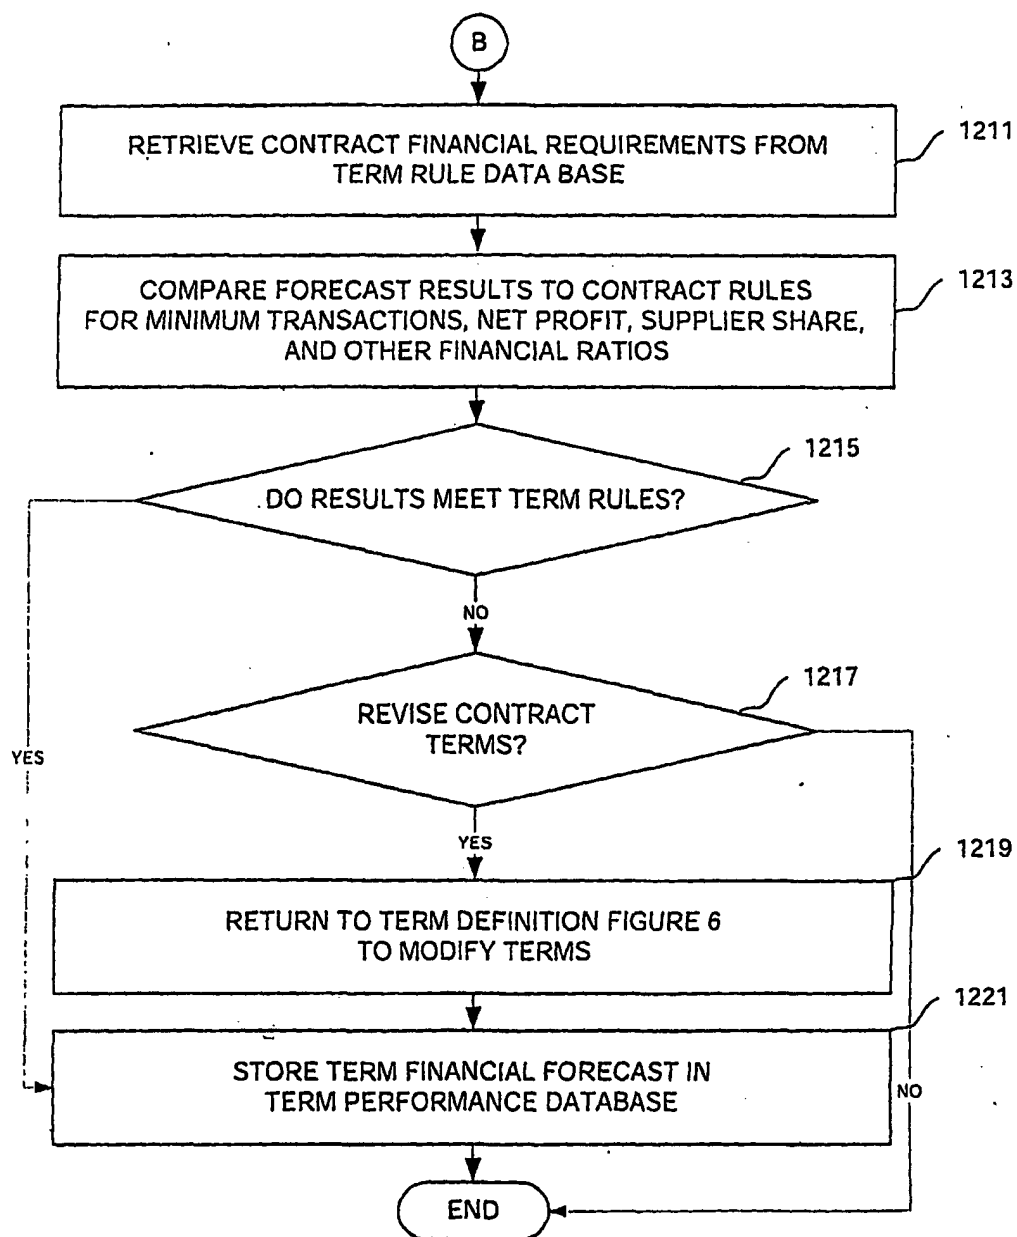 B
RETRIEVE CONTRACT FINANCIAL REQUIREMENTS FROM
TERM RULE DATA BASE
1211
COMPARE FORECAST RESULTS TO CONTRACT RULES
FOR MINIMUM TRANSACTIONS, NET PROFIT, SUPPLIER SHARE,
AND OTHER FINANCIAL RATIOS
1213
DO RESULTS MEET TERM RULES?
1215
NO
REVISE CONTRACT
TERMS?
1217
YES
YES
RETURN TO TERM DEFINITION FIGURE 6
TO MODIFY TERMS
1219
STORE TERM FINANCIAL FORECAST IN
TERM PERFORMANCE DATABASE
1221
NO
END